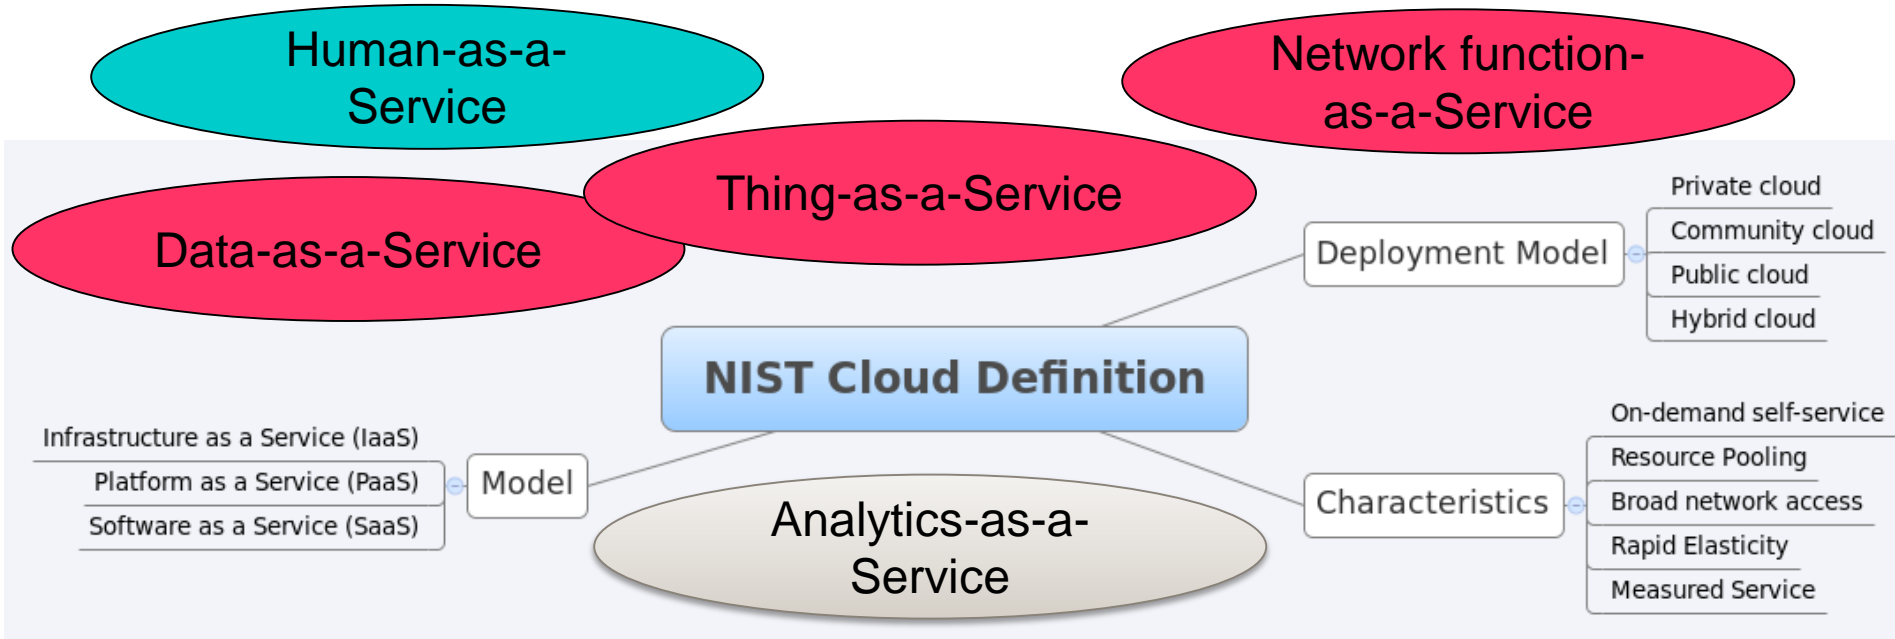 Human-as-a-
Service
Network function-
as-a-Service
Thing-as-a-Service
Data-as-a-Service
Private cloud
Community cloud
Public cloud
Hybrid cloud
Deployment Model
NIST Cloud Definition
Infrastructure as a Service (IaaS)
Platform as a Service (PaaS)
Software as a Service (SaaS)
Model
Analytics-as-a-
Service
Characteristics
On-demand self-service
Resource Pooling
Broad network access
Rapid Elasticity
Measured Service